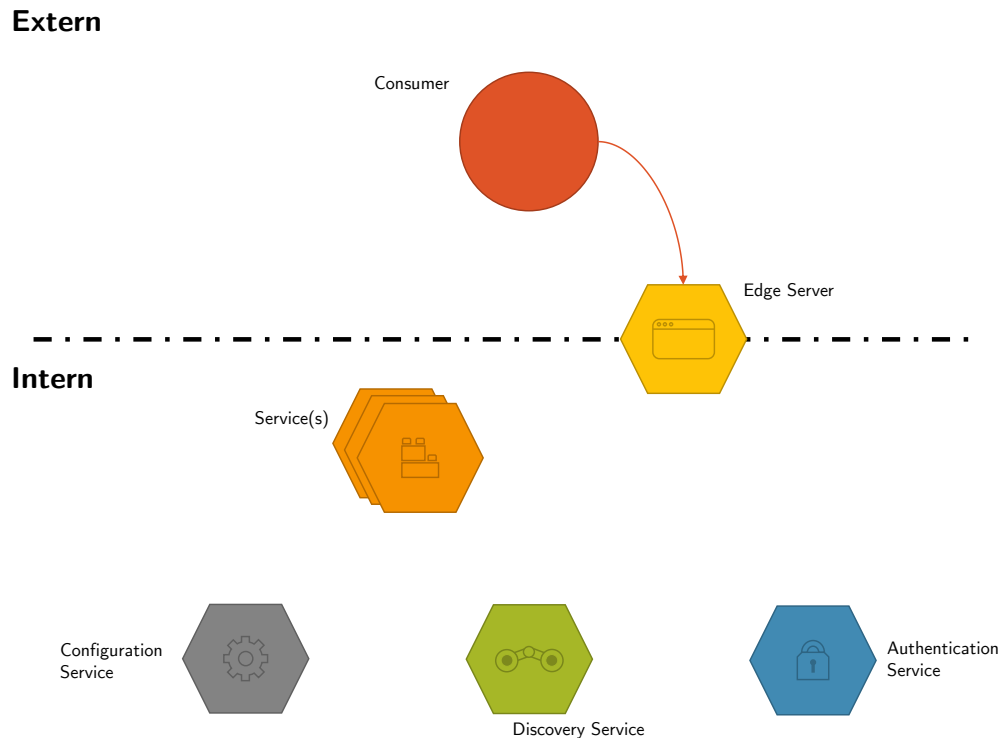 Extern
Consumer
Edge Server
Intern
Service(s)
Configuration
Service
Authentication
Service
Discovery Service